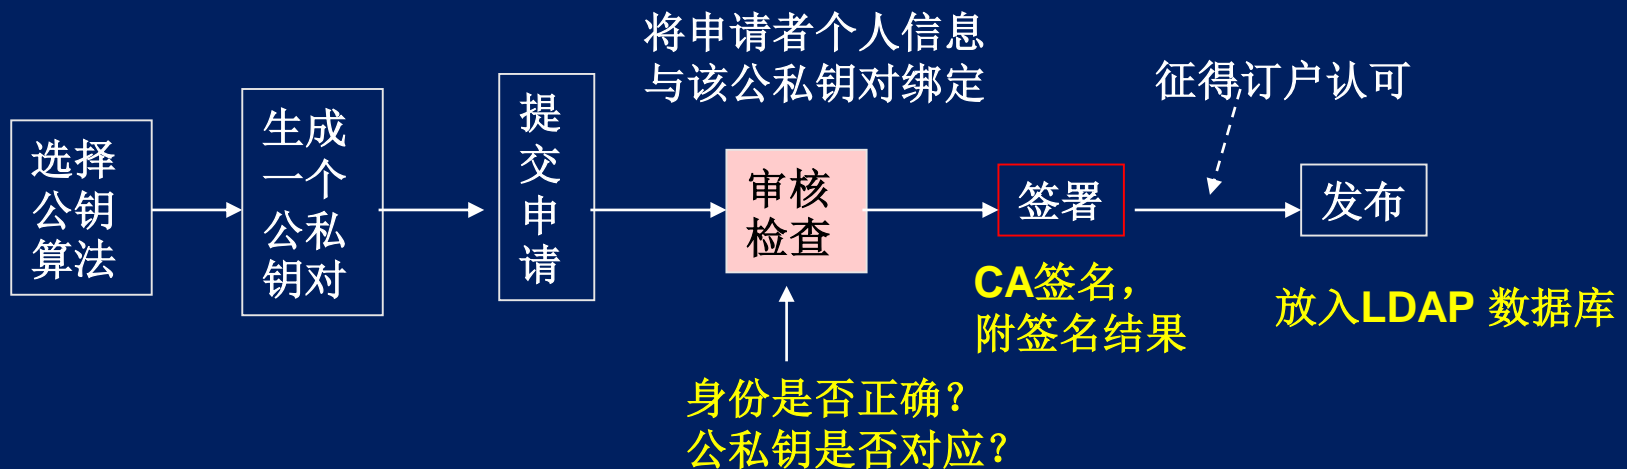 选择
公钥
算法
生成
一个
公私
钥对
提
交
申
请
将申请者个人信息
与该公私钥对绑定
审核
检查
身份是否正确？
公私钥是否对应？
签署
CA签名，
附签名结果
征得订户认可
发布
放入LDAP 数据库